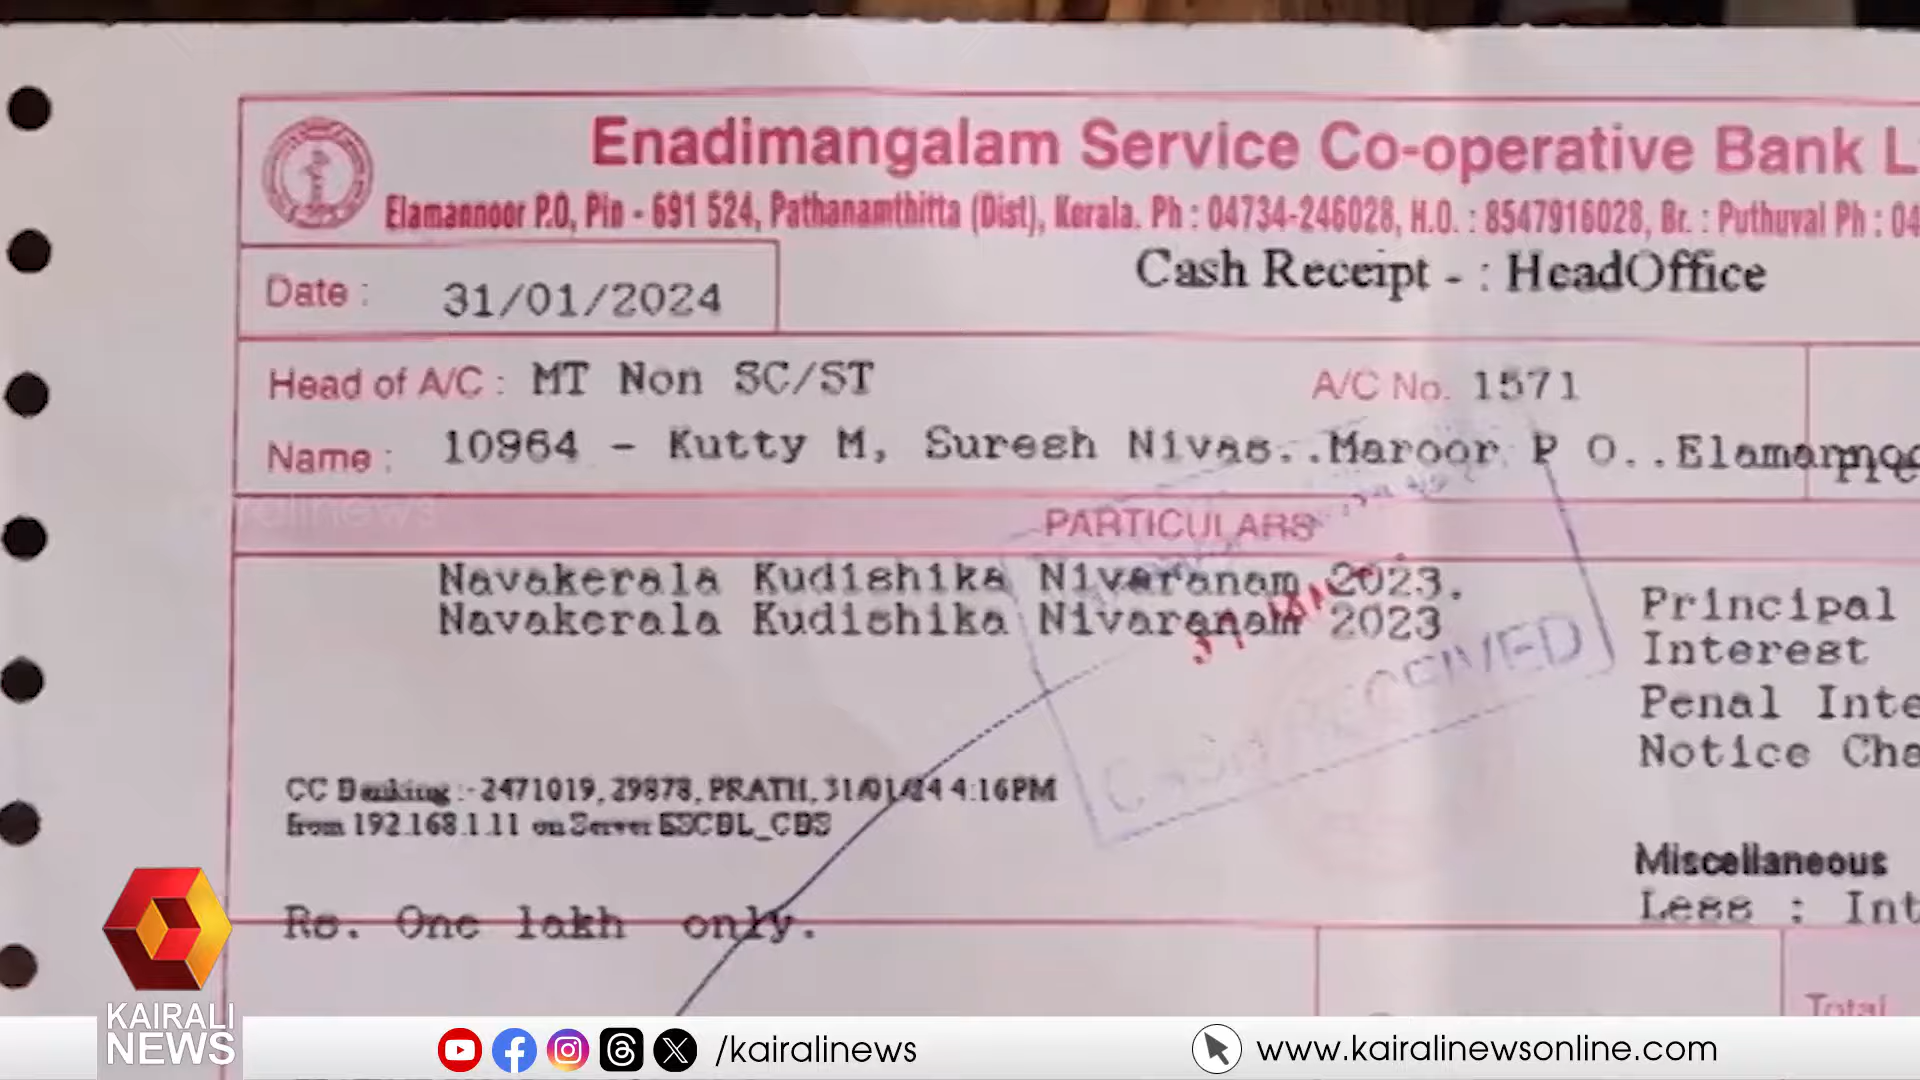 Enadimangalam Service Co-operative Bank L
Elamannoor P.O, Pin - 691 524, Pathanamthitta (Dist), Kerala. Ph : 04734-246028, H.O. : 8547916028, Br. : Puthuval Ph : 04
Cash Receipt - : HeadOffice
Date : 31/01/2024
Head of A/C : MT Non SC/ST A/C No. 1571
Name : 10964 - Kutty M, Suresh Nivas..Maroor P O..Elamannoo
kairalinews
PARTICULARS
Navakerala Kudishika Nivaranam 2023.
Navakerala Kudishika Nivaranam 2023
Principal
Interest
Penal Inte
Notice Cha
CASH RECEIVED
CC Banking :- 2471019, 29878, PRATH, 31/01/24 4:16PM
from 192.168.1.11 on Server ESCBL_CBS
Miscellaneous
Less : Int
Rs. One lakh only.
Total
KAIRALI
NEWS
/kairalinews
www.kairalinewsonline.com